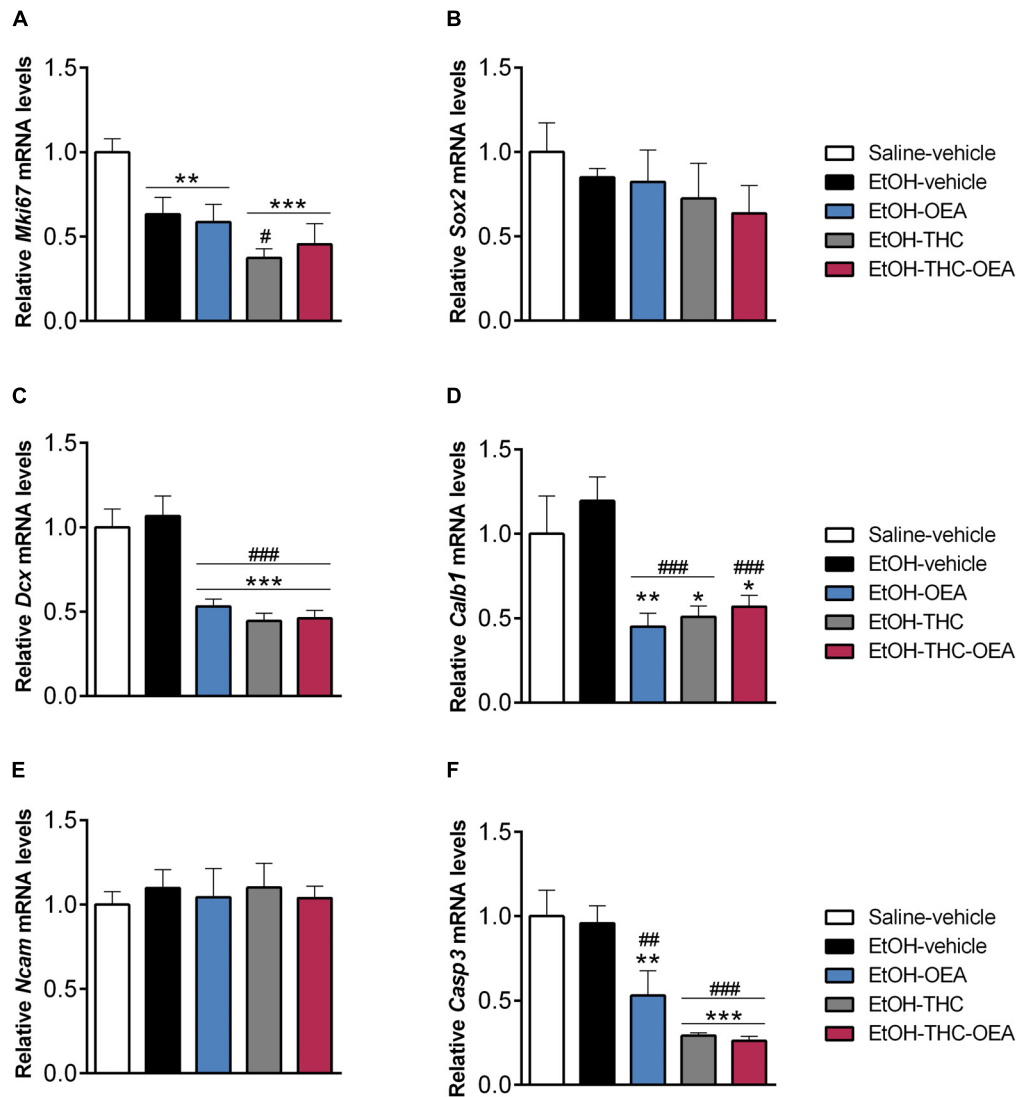 A
B
Relative Mki67 mRNA levels
1.5
1.0
0.5
0.0
**
***
#
Relative Sox2 mRNA levels
1.5
1.0
0.5
0.0
Saline-vehicle
EtOH-vehicle
EtOH-OEA
EtOH-THC
EtOH-THC-OEA
C
D
Relative Dcx mRNA levels
1.5
1.0
0.5
0.0
###
***
Relative Calb1 mRNA levels
1.5
1.0
0.5
0.0
###
###
**
*
*
Saline-vehicle
EtOH-vehicle
EtOH-OEA
EtOH-THC
EtOH-THC-OEA
E
F
Relative Ncam mRNA levels
1.5
1.0
0.5
0.0
Relative Casp3 mRNA levels
1.5
1.0
0.5
0.0
##
**
###
***
Saline-vehicle
EtOH-vehicle
EtOH-OEA
EtOH-THC
EtOH-THC-OEA